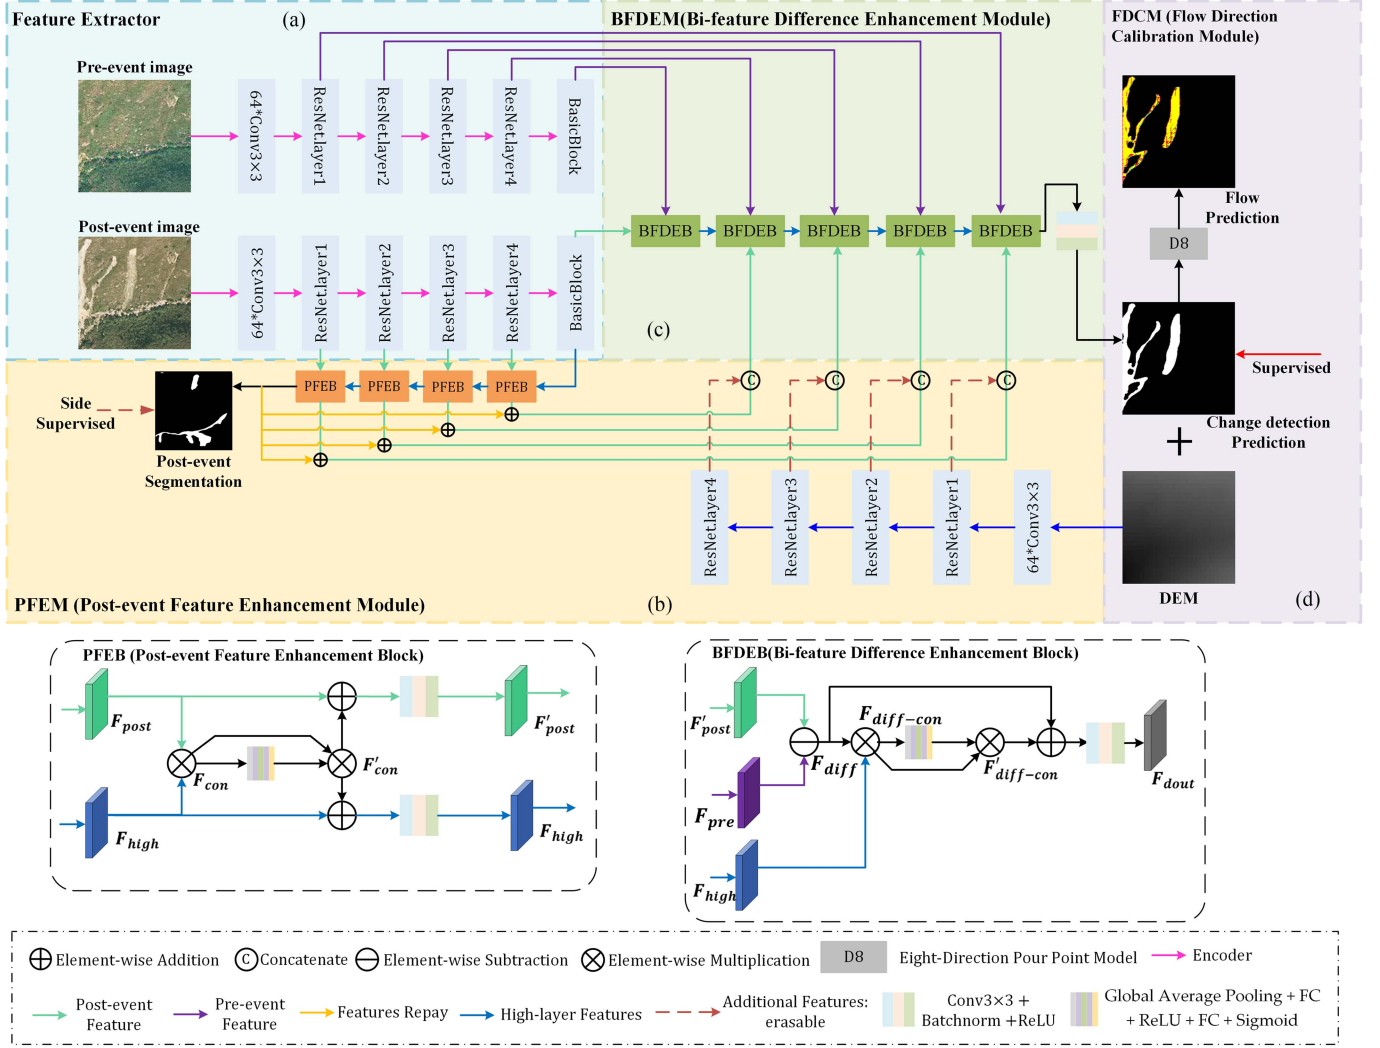 Feature Extractor
(a)
BFDEM(Bi-feature Difference Enhancement Module)
FDCM (Flow Direction
Calibration Module)
Pre-event image
64*Conv3×3
ResNet.layer1
ResNet.layer2
ResNet.layer3
ResNet.layer4
BasicBlock
Post-event image
64*Conv3×3
ResNet.layer1
ResNet.layer2
ResNet.layer3
ResNet.layer4
BasicBlock
BFDEB
BFDEB
BFDEB
BFDEB
BFDEB
(c)
Flow
Prediction
D8
Supervised
Change detection
Prediction
+
DEM
(d)
PFEB
PFEB
PFEB
PFEB
Side
Supervised
Post-event
Segmentation
C
C
C
C
ResNet.layer4
ResNet.layer3
ResNet.layer2
ResNet.layer1
64*Conv3×3
PFEM (Post-event Feature Enhancement Module)
(b)
PFEB (Post-event Feature Enhancement Block)
F_post
F'_post
F_con
F'_con
F_high
F_high
BFDEB(Bi-feature Difference Enhancement Block)
F'_post
F_diff-con
F_diff
F'_diff-con
F_dout
F_pre
F_high
Element-wise Addition
C
Concatenate
Element-wise Subtraction
Element-wise Multiplication
D8
Eight-Direction Pour Point Model
Encoder
Post-event
Feature
Pre-event
Feature
Features Repay
High-layer Features
Additional Features:
erasable
Conv3×3 +
Batchnorm +ReLU
Global Average Pooling + FC
+ ReLU + FC + Sigmoid